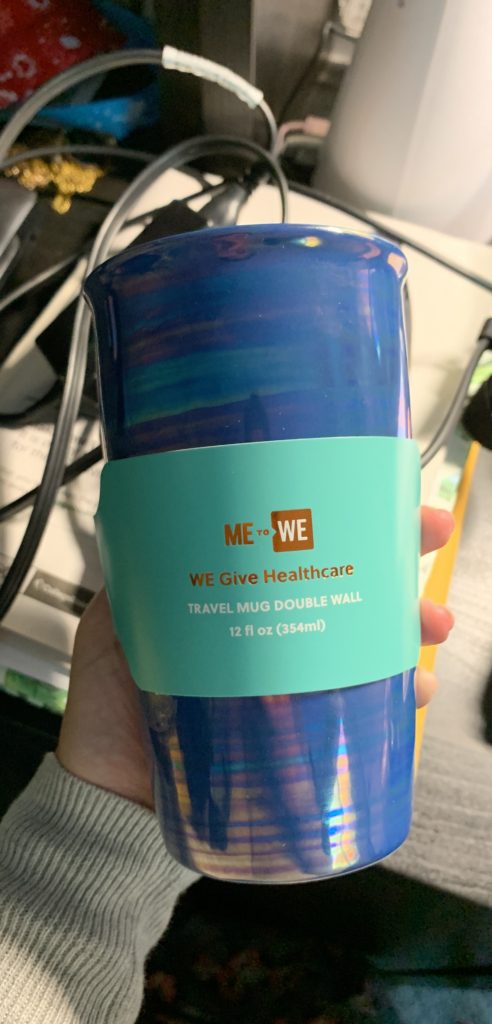 ME TO WE
WE Give Healthcare
TRAVEL MUG DOUBLE WALL
12 fl oz (354ml)